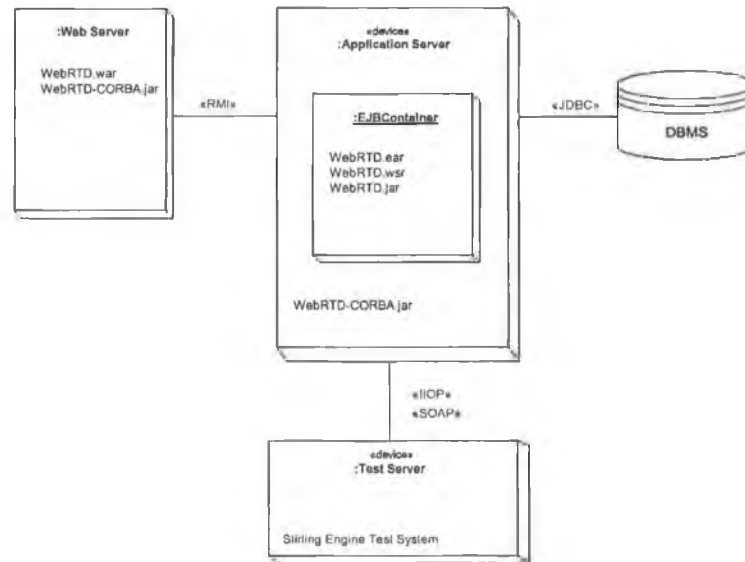 :Web Server
WebRTD.war
WebRTD-CORBA.jar
«RMI»
«device»
:Application Server
:EJBContainer
WebRTD.ear
WebRTD.wsr
WebRTD.jar
WebRTD-CORBA.jar
«JDBC»
DBMS
«IIOP»
«SOAP»
«device»
:Test Server
Stirling Engine Test System